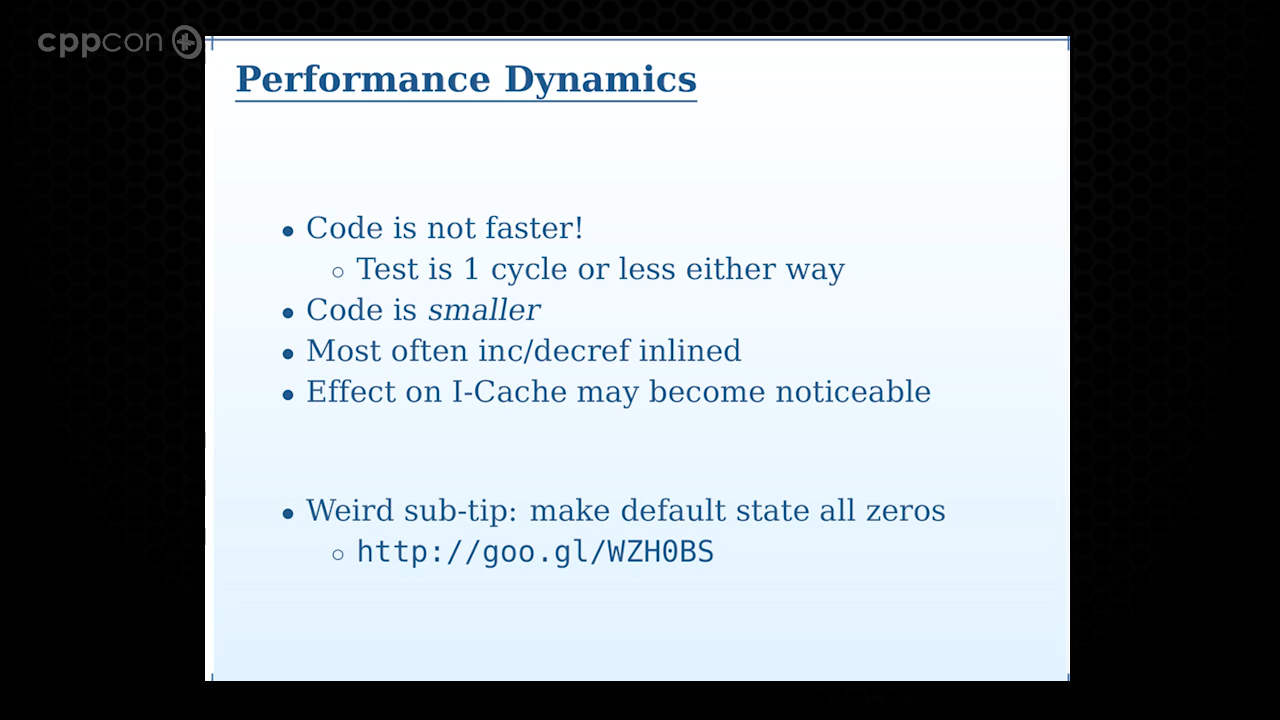 cppcon
Performance Dynamics
• Code is not faster!
○ Test is 1 cycle or less either way
• Code is smaller
• Most often inc/decref inlined
• Effect on I-Cache may become noticeable
• Weird sub-tip: make default state all zeros
○ http://goo.gl/WZH0BS